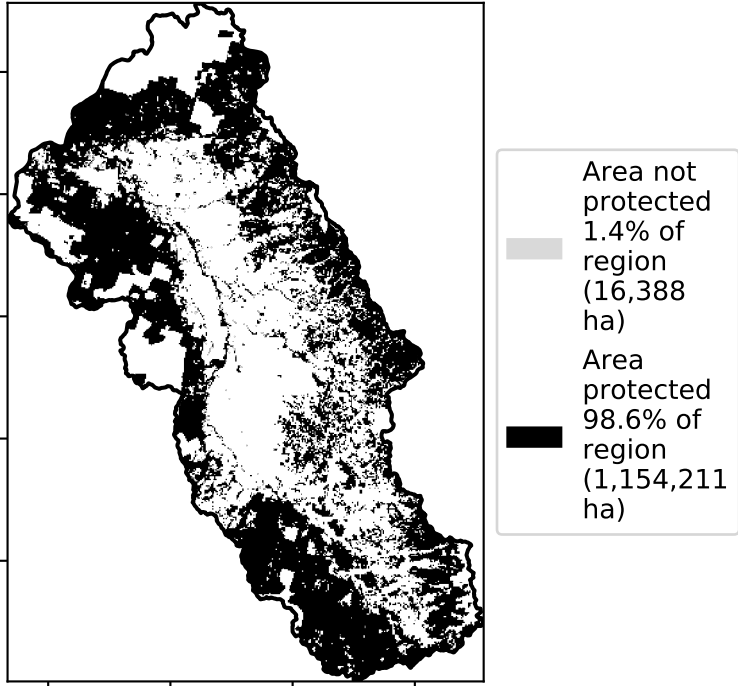 Area not
protected
1.4% of
region
(16,388
ha)
Area
protected
98.6% of
region
(1,154,211
ha)